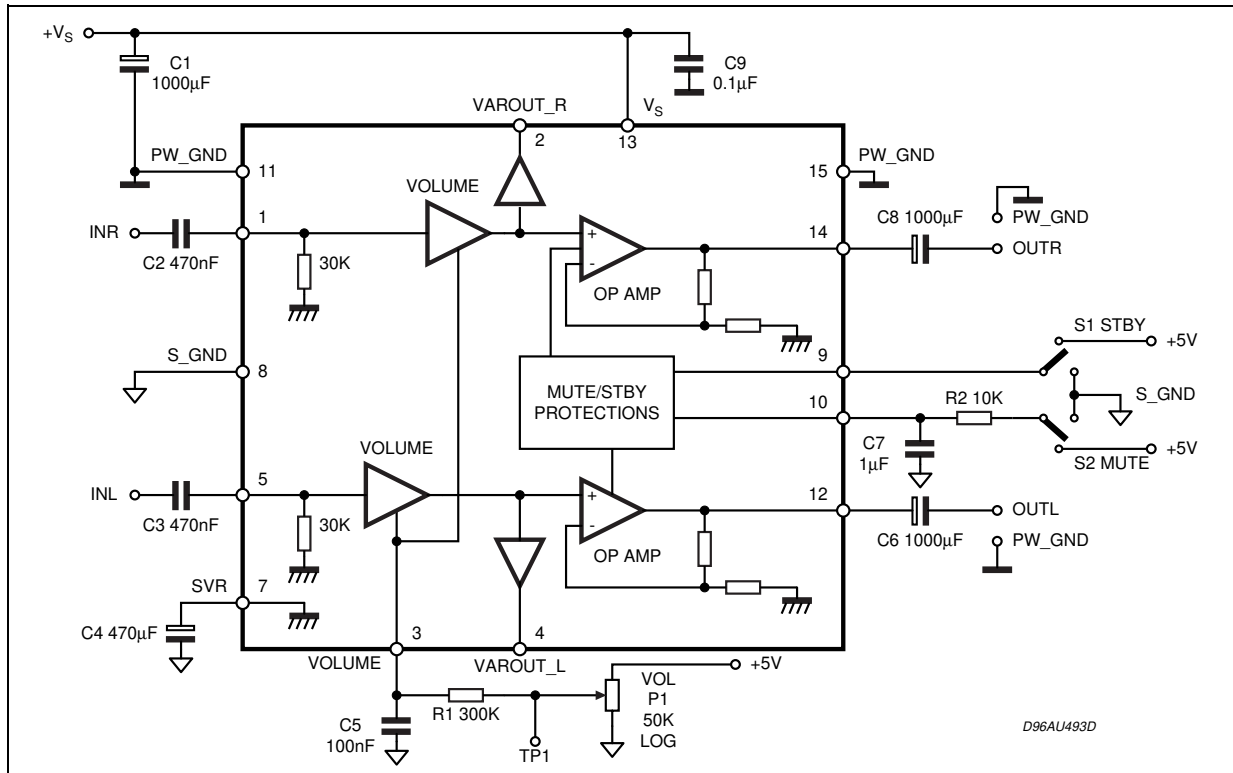 +VS
C1
1000µF
C9
0.1µF
VAROUT_R
VS
2
13
PW_GND
11
15
PW_GND
VOLUME
C8 1000µF
PW_GND
INR
1
14
OUTR
C2 470nF
30K
+
-
OP AMP
S1 STBY
+5V
S_GND
8
9
MUTE/STBY
PROTECTIONS
R2 10K
S_GND
10
VOLUME
C7
1µF
S2 MUTE
+5V
INL
5
12
OUTL
C3 470nF
30K
+
-
OP AMP
C6 1000µF
PW_GND
SVR
7
C4 470µF
3
4
VOLUME
VAROUT_L
+5V
VOL
P1
50K
LOG
R1 300K
C5
100nF
TP1
D96AU493D